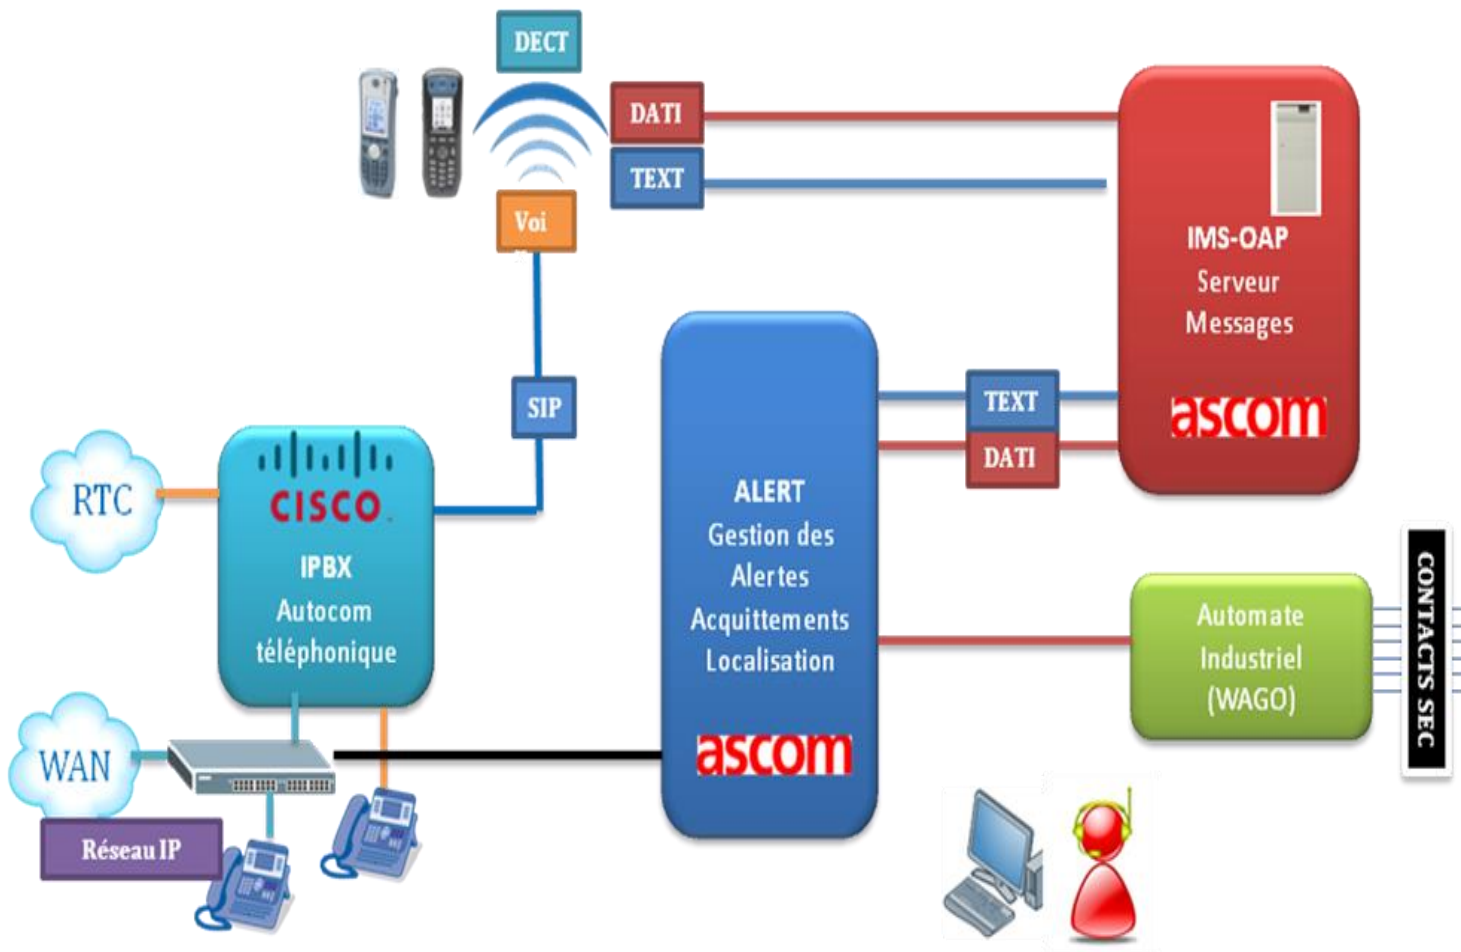 DECT
DATI
TEXT
Voi
IMS-OAP
Serveur
Messages
ascom
SIP
TEXT
DATI
RTC
CISCO
IPBX
Autocom
téléphonique
ALERT
Gestion des
Alertes
Acquittements
Localisation
ascom
Automate
Industriel
(WAGO)
CONTACTS SEC
WAN
Réseau IP